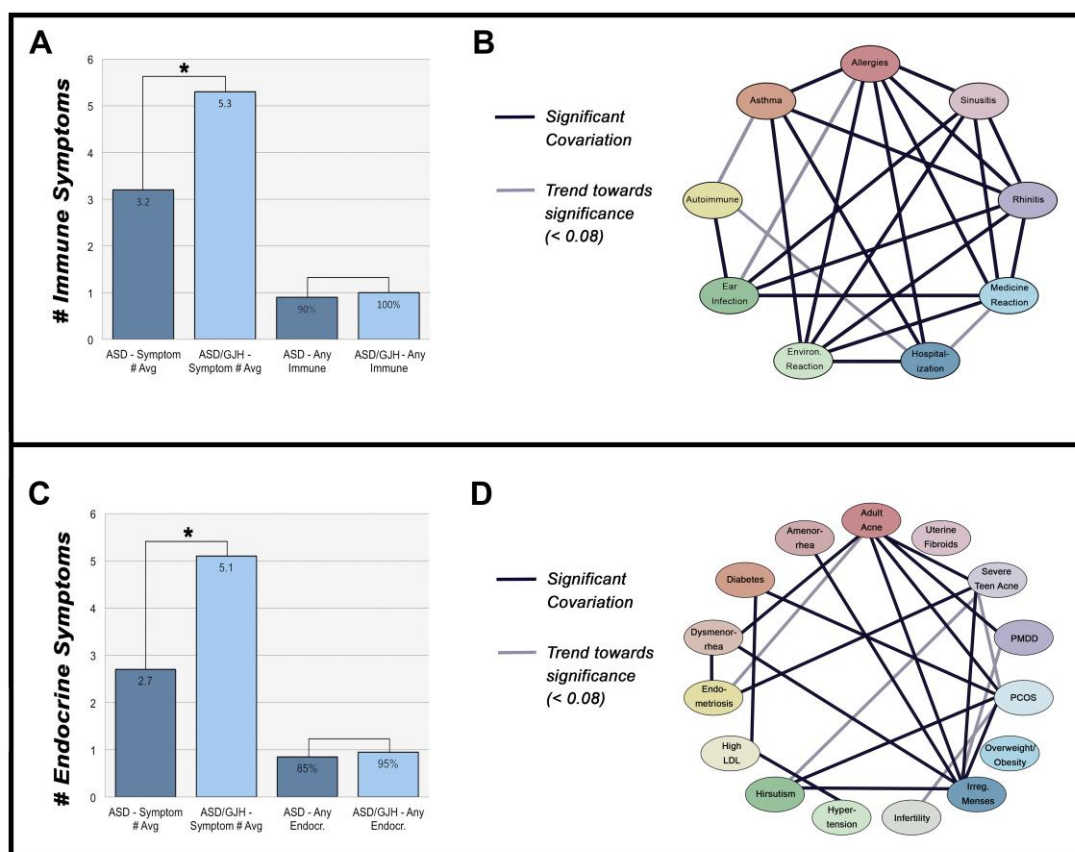 A
# Immune Symptoms
6
5
4
3
2
1
0
*
3.2
5.3
90%
100%
ASD - Symptom
# Avg
ASD/GJH -
Symptom # Avg
ASD - Any
Immune
ASD/GJH - Any
Immune
B
Significant
Covariation
Trend towards
significance
(< 0.08)
Allergies
Sinusitis
Rhinitis
Medicine
Reaction
Hospital-
ization
Environ.
Reaction
Ear
Infection
Autoimmune
Asthma
C
# Endocrine Symptoms
6
5
4
3
2
1
0
*
2.7
5.1
85%
95%
ASD - Symptom
# Avg
ASD/GJH -
Symptom # Avg
ASD - Any
Endocr.
ASD/GJH - Any
Endocr.
D
Significant
Covariation
Trend towards
significance
(< 0.08)
Adult
Acne
Uterine
Fibroids
Severe
Teen Acne
PMDD
PCOS
Overweight/
Obesity
Irreg.
Menses
Infertility
Hyper-
tension
Hirsutism
High
LDL
Endo-
metriosis
Dysmenor-
rhea
Diabetes
Amenor-
rhea